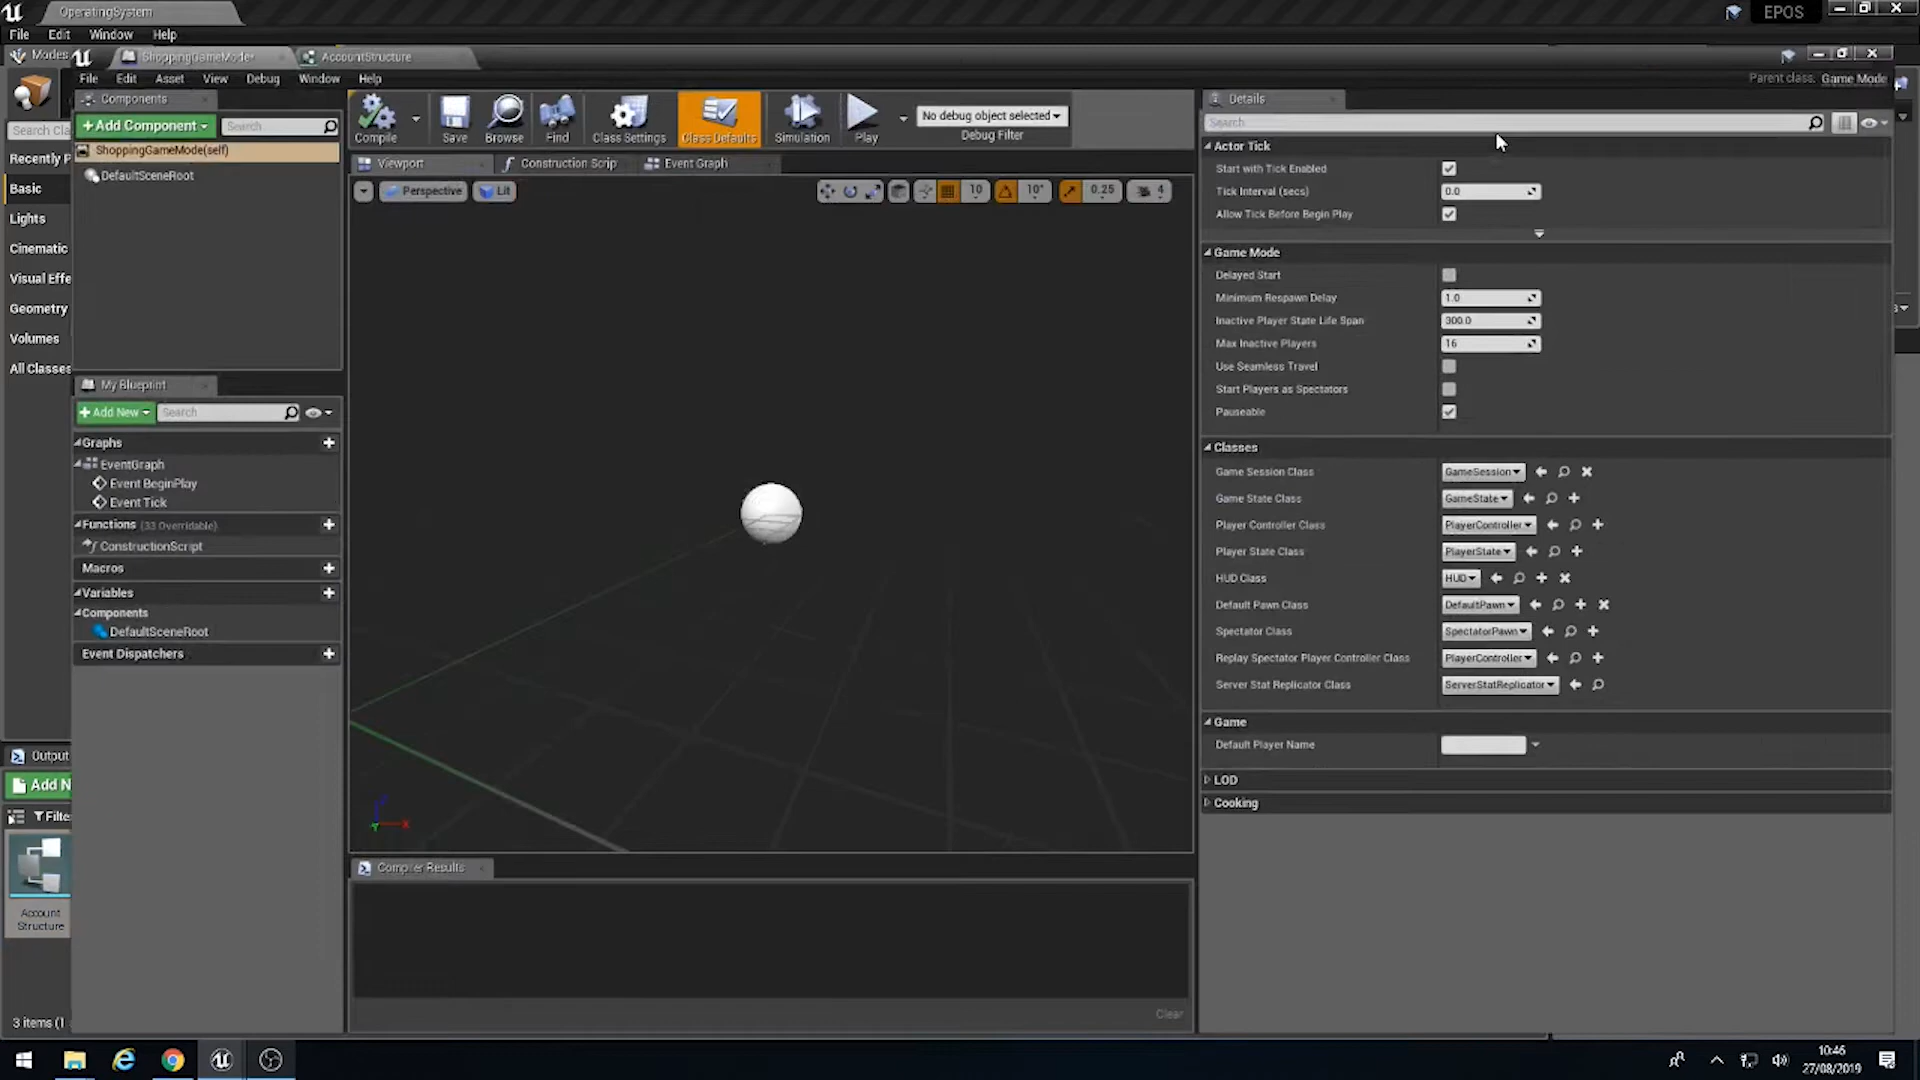 OperatingSystem
EPOS
File Edit Window Help
Modes
ShoppingGameMode*
AccountStructure
File Edit Asset View Debug Window Help
Parent class: Game Mode
Components
+Add Component
Search
ShoppingGameMode(self)
DefaultSceneRoot
Search Cla
Recently P
Basic
Lights
Cinematic
Visual Effe
Geometry
Volumes
All Classes
My Blueprint
+Add New
Search
Graphs
EventGraph
Event BeginPlay
Event Tick
Functions (33 Overridable)
ConstructionScript
Macros
Variables
Components
DefaultSceneRoot
Event Dispatchers
Output
Add N
Filte
Account
Structure
3 items (1
Compile
Save
Browse
Find
Class Settings
Class Defaults
Simulation
Play
No debug object selected
Debug Filter
Viewport
Construction Scrip
Event Graph
Perspective
Lit
10
10°
0.25
4
Compiler Results
Clear
Details
Search
Actor Tick
Start with Tick Enabled
Tick Interval (secs) 0.0
Allow Tick Before Begin Play
Game Mode
Delayed Start
Minimum Respawn Delay 1.0
Inactive Player State Life Span 300.0
Max Inactive Players 16
Use Seamless Travel
Start Players as Spectators
Pauseable
Classes
Game Session Class GameSession
Game State Class GameState
Player Controller Class PlayerController
Player State Class PlayerState
HUD Class HUD
Default Pawn Class DefaultPawn
Spectator Class SpectatorPawn
Replay Spectator Player Controller Class PlayerController
Server Stat Replicator Class ServerStatReplicator
Game
Default Player Name
LOD
Cooking
10:46
27/08/2019